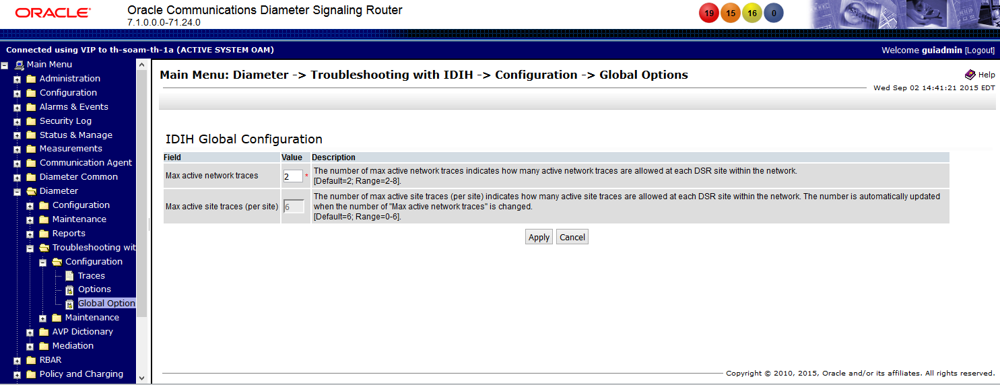 ORACLE®
Oracle Communications Diameter Signaling Router
7.1.0.0.0-71.24.0
19 15 16 0
Connected using VIP to th-soam-th-1a (ACTIVE SYSTEM OAM)
Welcome guiadmin [Logout]
Main Menu
Administration
Configuration
Alarms & Events
Security Log
Status & Manage
Measurements
Communication Agent
Diameter Common
Diameter
Configuration
Maintenance
Reports
Troubleshooting wit
Configuration
Traces
Options
Global Option
Maintenance
AVP Dictionary
Mediation
RBAR
Policy and Charging
Main Menu: Diameter -> Troubleshooting with IDIH -> Configuration -> Global Options
Help
Wed Sep 02 14:41:21 2015 EDT
IDIH Global Configuration
Field Value Description
Max active network traces 2 * The number of max active network traces indicates how many active network traces are allowed at each DSR site within the network.
[Default=2; Range=2-8].
The number of max active site traces (per site) indicates how many active site traces are allowed at each DSR site within the network. The number is automatically updated
Max active site traces (per site) 6 when the number of "Max active network traces" is changed.
[Default=6; Range=0-6].
Apply Cancel
Copyright © 2010, 2015, Oracle and/or its affiliates. All rights reserved.